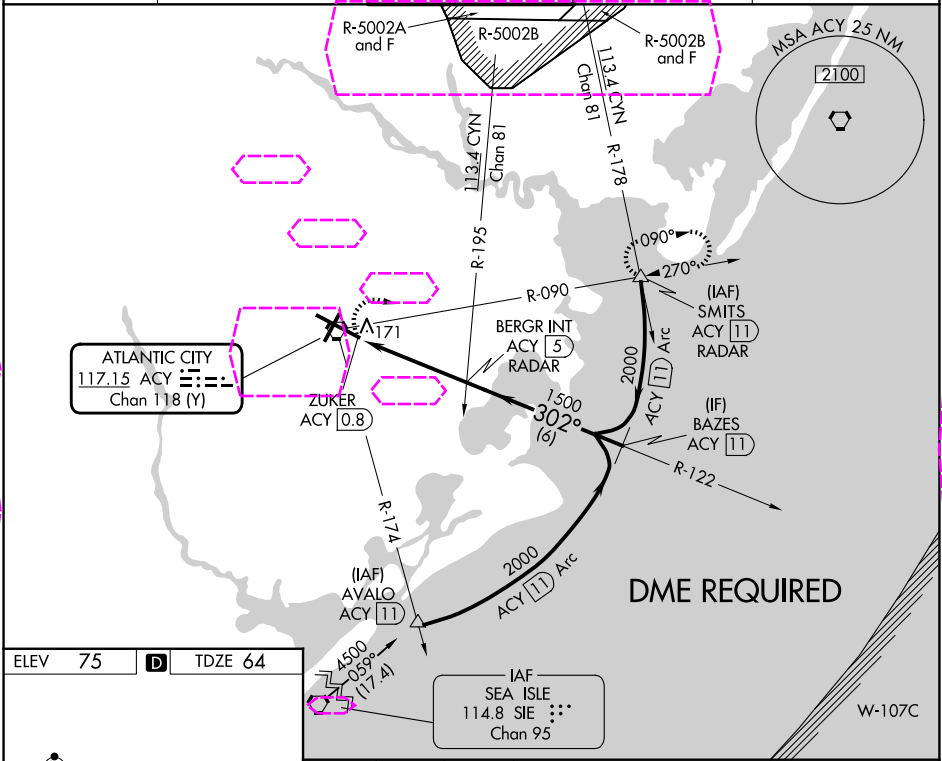 R-5002A
and F
R-5002B
R-5002B
and F
MSA ACY 25 NM
2100
113.4 CYN
Chan 81
113.4 CYN
Chan 81
R-178
R-195
090°
270°
R-090
(IAF)
SMITS
ACY 11
RADAR
171
BERGR INT
ACY 5
RADAR
2000
ACY 11 Arc
ATLANTIC CITY
117.15 ACY
Chan 118 (Y)
ZUKER
ACY 0.8
1500
302°
(6)
(IF)
BAZES
ACY 11
R-122
R-174
2000
ACY 11 Arc
(IAF)
AVALO
ACY 11
DME REQUIRED
4500
059°
(17.4)
ELEV 75 D TDZE 64
IAF
SEA ISLE
114.8 SIE
Chan 95
W-107C